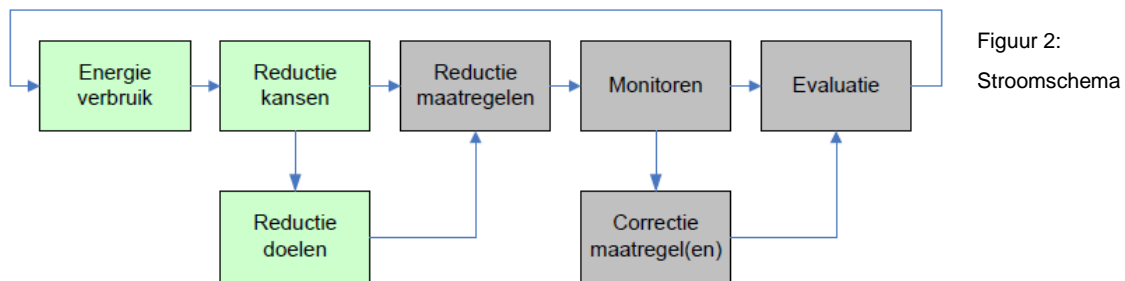 Energie
verbruik
Reductie
kansen
Reductie
maatregelen
Monitoren
Evaluatie
Reductie
doelen
Correctie
maatregel(en)
Figuur 2:
Stroomschema